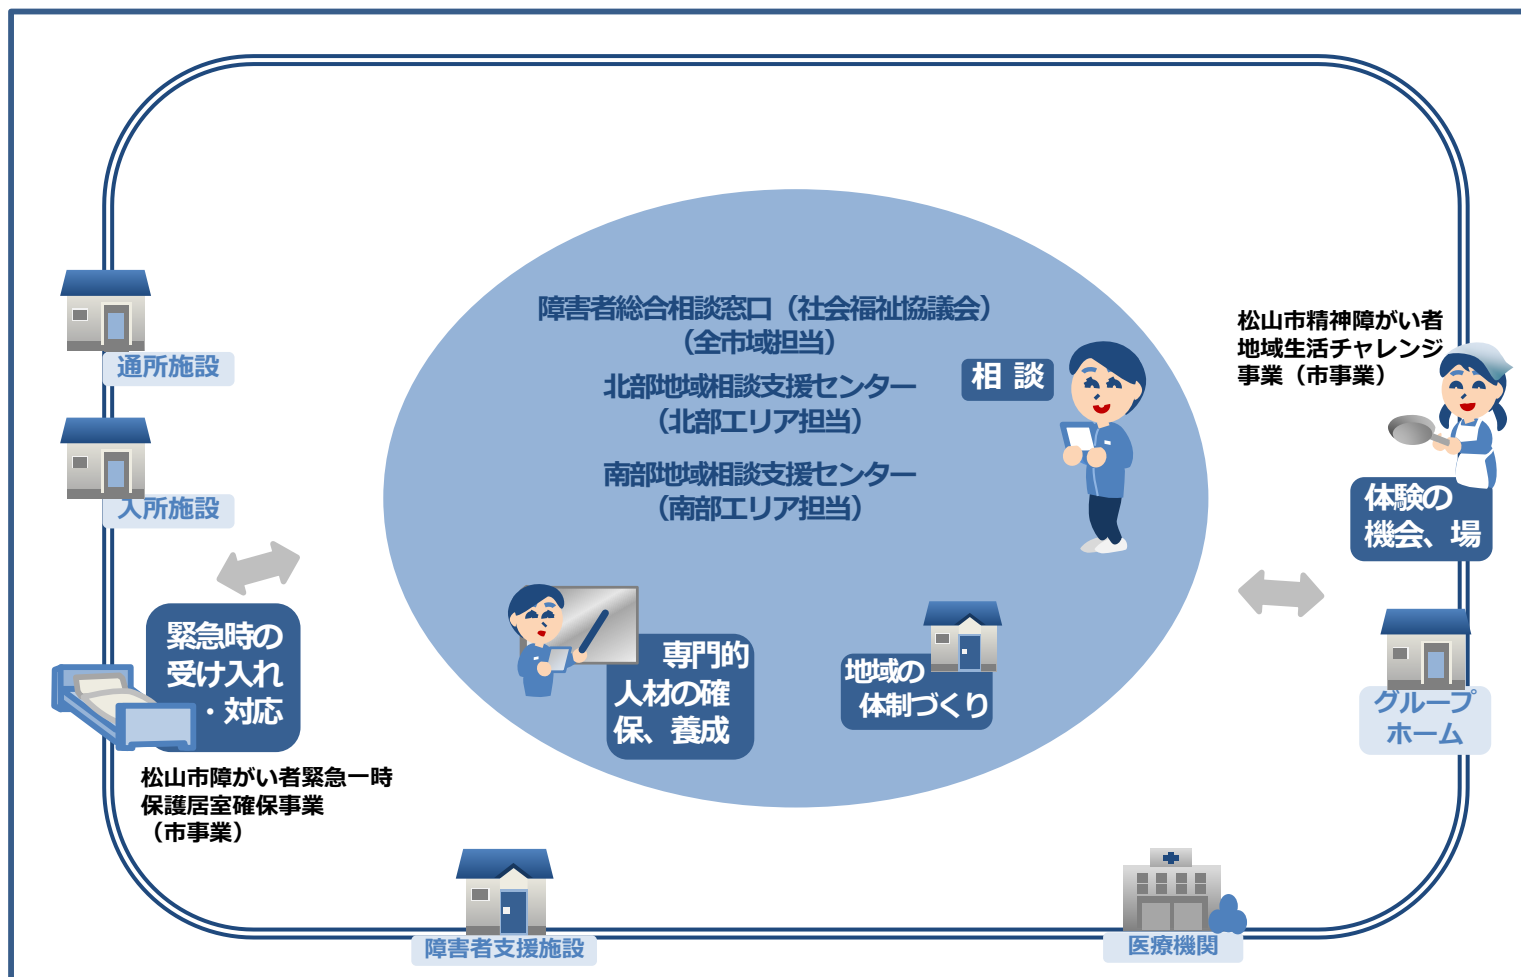 障害者総合相談窓口（社会福祉協議会）
（全市域担当）
北部地域相談支援センター
（北部エリア担当）
南部地域相談支援センター
（南部エリア担当）
相 談
専門的
人材の確
保、養成
地域の
体制づくり
通所施設
入所施設
緊急時の
受け入れ
・対応
松山市障がい者緊急一時
保護居室確保事業
（市事業）
松山市精神障がい者
地域生活チャレンジ
事業（市事業）
体験の
機会、場
グループ
ホーム
障害者支援施設
医療機関